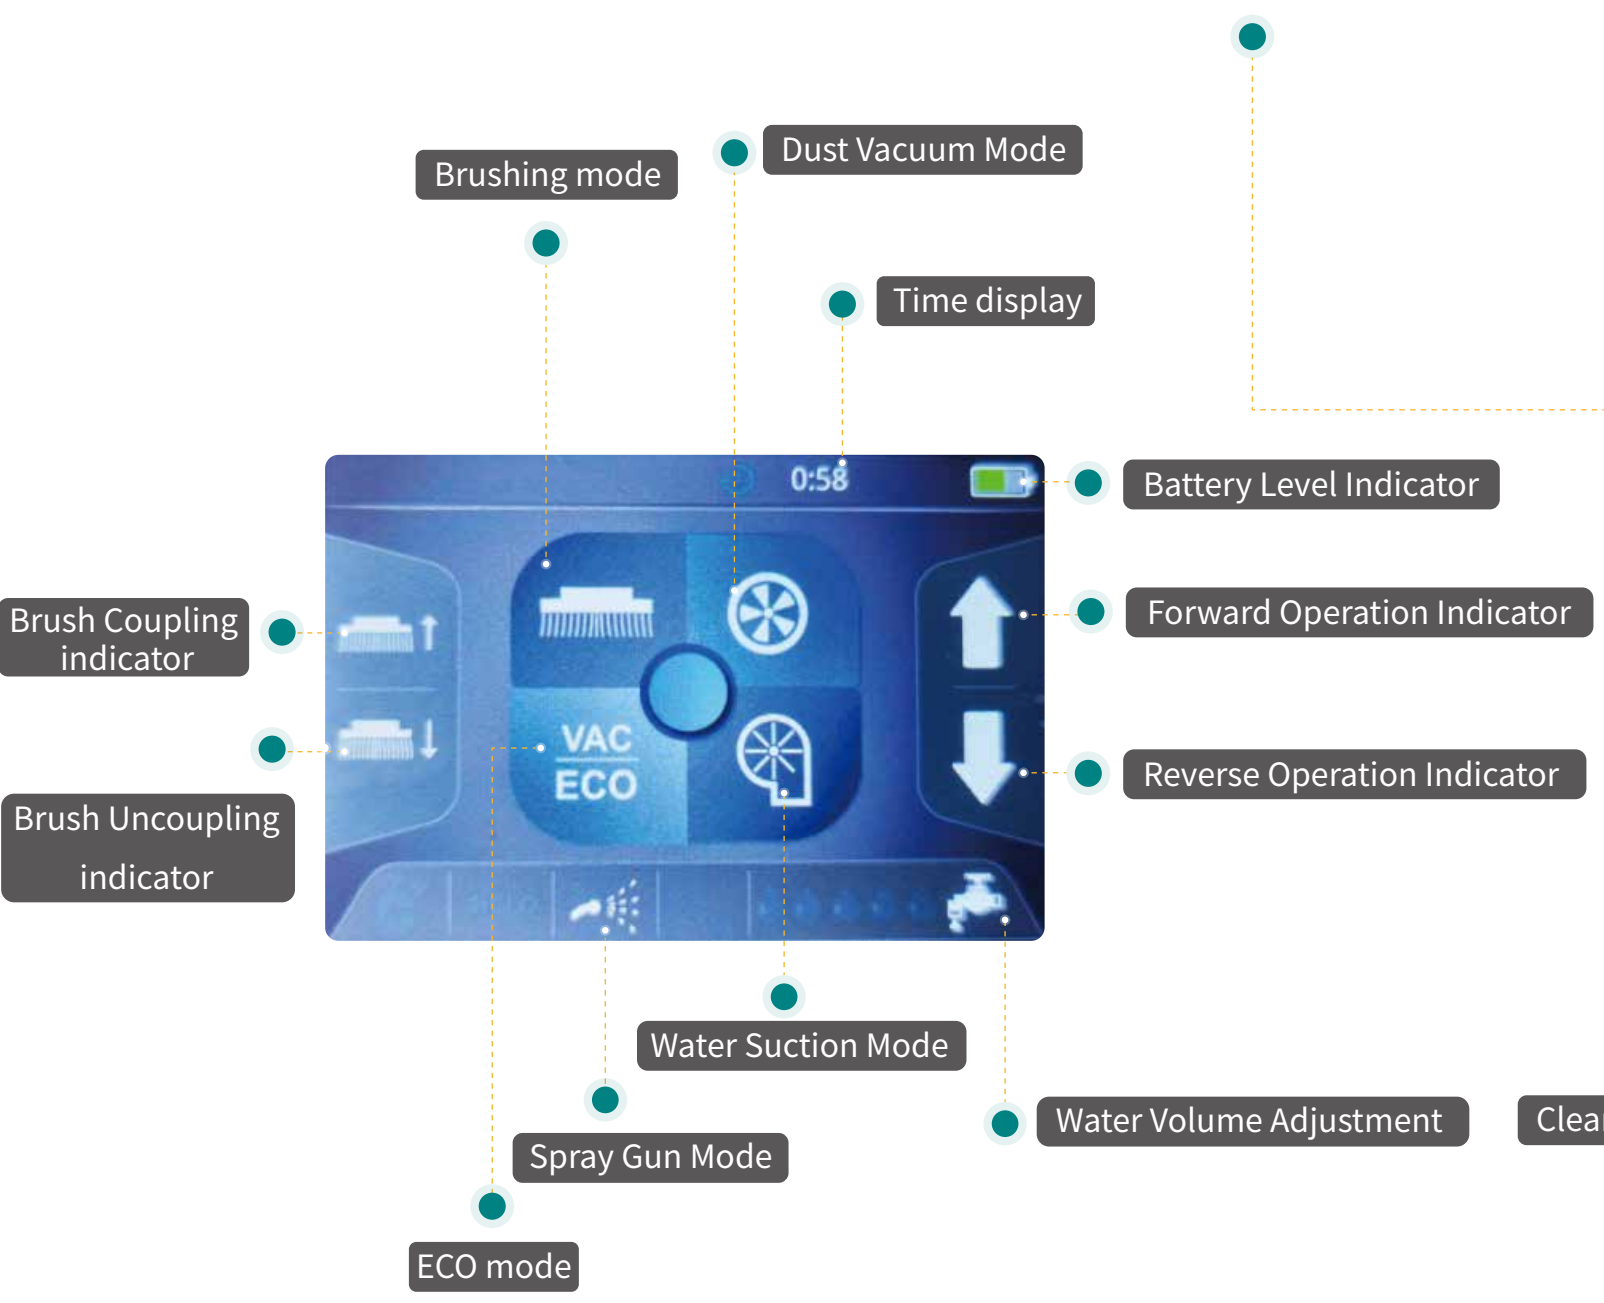 Dust Vacuum Mode
Brushing mode
Time display
0:58
Battery Level Indicator
Forward Operation Indicator
Brush Coupling
indicator
VAC
ECO
Reverse Operation Indicator
Brush Uncoupling
indicator
Water Suction Mode
Water Volume Adjustment
Spray Gun Mode
ECO mode